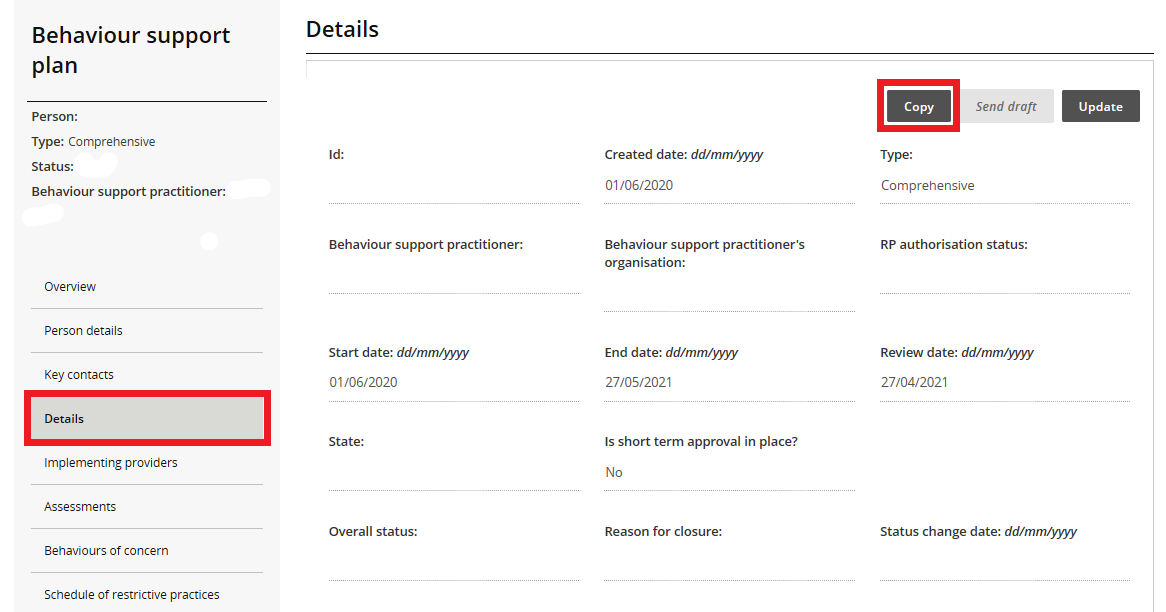 Behaviour support
plan
Person:
Type: Comprehensive
Status:
Behaviour support practitioner:
Overview
Person details
Key contacts
Details
Implementing providers
Assessments
Behaviours of concern
Schedule of restrictive practices
Details
Copy Send draft Update
Id: Created date: dd/mm/yyyy Type:
01/06/2020 Comprehensive
Behaviour support practitioner: Behaviour support practitioner's RP authorisation status:
organisation:
Start date: dd/mm/yyyy End date: dd/mm/yyyy Review date: dd/mm/yyyy
01/06/2020 27/05/2021 27/04/2021
State: Is short term approval in place?
No
Overall status: Reason for closure: Status change date: dd/mm/yyyy